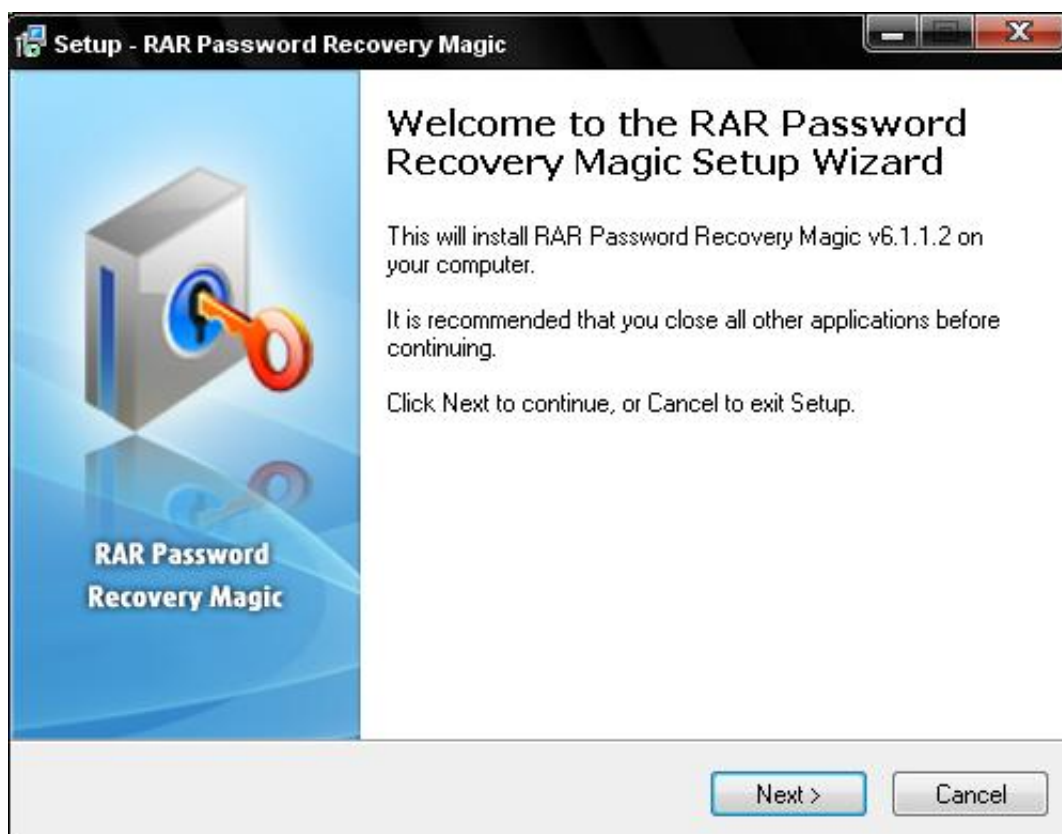 Setup - RAR Password Recovery Magic
Welcome to the RAR Password
Recovery Magic Setup Wizard
This will install RAR Password Recovery Magic v6.1.1.2 on
your computer.
It is recommended that you close all other applications before
continuing.
Click Next to continue, or Cancel to exit Setup.
RAR Password
Recovery Magic
Next >
Cancel